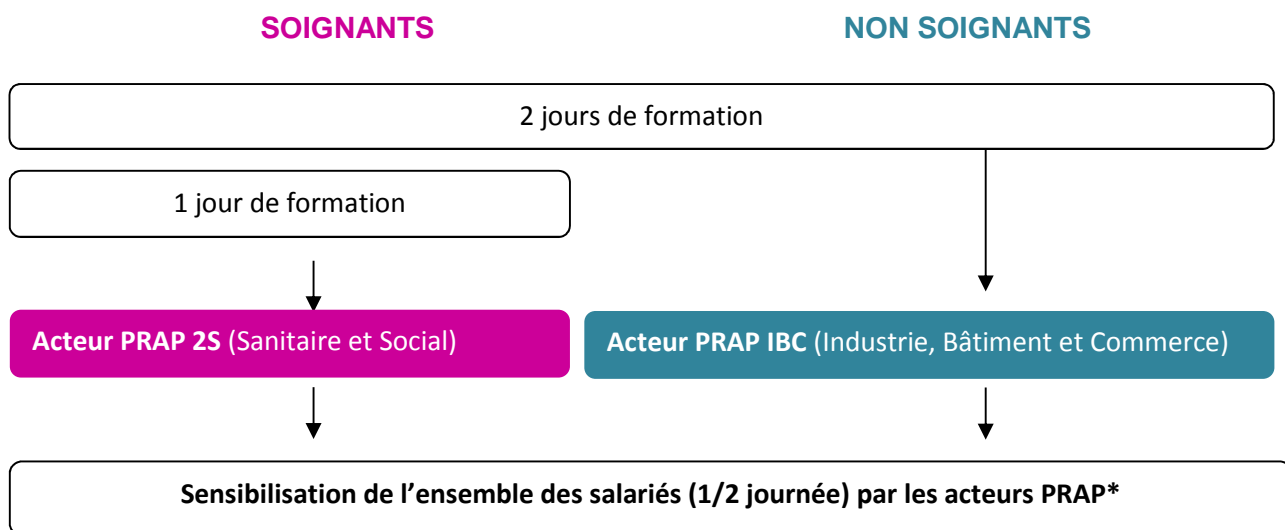 SOIGNANTS
NON SOIGNANTS
2 jours de formation
1 jour de formation
Acteur PRAP 2S (Sanitaire et Social)
Acteur PRAP IBC (Industrie, Bâtiment et Commerce)
Sensibilisation de l’ensemble des salariés (1/2 journée) par les acteurs PRAP*